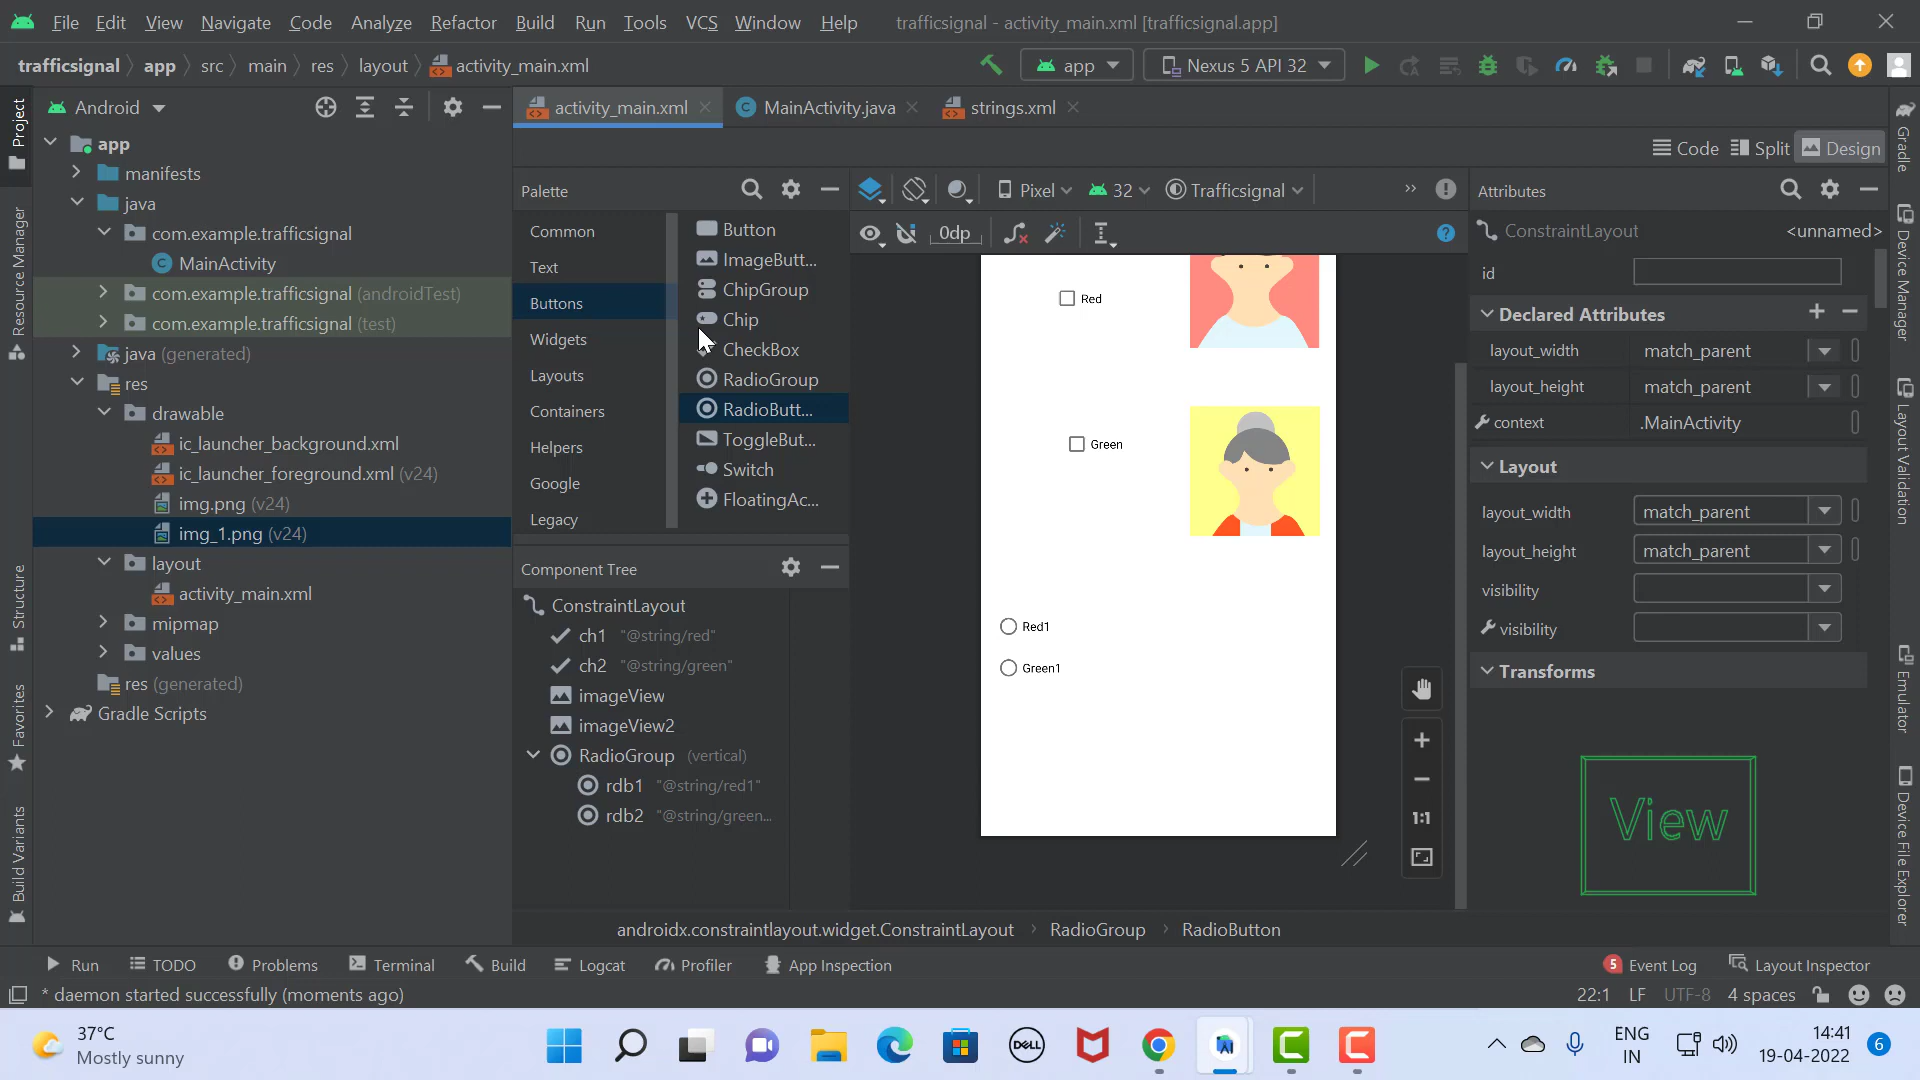 File Edit View Navigate Code Analyze Refactor Build Run Tools VCS Window Help trafficsignal - activity_main.xml [trafficsignal.app]
trafficsignal app src main res layout activity_main.xml
app Nexus 5 API 32
Project
Android
activity_main.xml MainActivity.java strings.xml
Code Split Design
app
manifests
java
com.example.trafficsignal
MainActivity
com.example.trafficsignal (androidTest)
com.example.trafficsignal (test)
java (generated)
res
drawable
ic_launcher_background.xml
ic_launcher_foreground.xml (v24)
img.png (v24)
img_1.png (v24)
layout
activity_main.xml
mipmap
values
res (generated)
Gradle Scripts
Resource Manager
Structure
Favorites
Build Variants
Palette
Common
Text
Buttons
Widgets
Layouts
Containers
Helpers
Google
Legacy
Button
ImageButt...
ChipGroup
Chip
CheckBox
RadioGroup
RadioButt...
ToggleBut...
Switch
FloatingAc...
Component Tree
ConstraintLayout
ch1 "@string/red"
ch2 "@string/green"
imageView
imageView2
RadioGroup (vertical)
rdb1 "@string/red1"
rdb2 "@string/green...
Pixel 32 Trafficsignal
0dp
Red
Green
Red1
Green1
1:1
androidx.constraintlayout.widget.ConstraintLayout RadioGroup RadioButton
Attributes
ConstraintLayout <unnamed>
id
Declared Attributes
layout_width match_parent
layout_height match_parent
context .MainActivity
Layout
layout_width match_parent
layout_height match_parent
visibility
visibility
Transforms
View
Gradle
Device Manager
Layout Validation
Emulator
Device File Explorer
Run TODO Problems Terminal Build Logcat Profiler App Inspection 5 Event Log Layout Inspector
* daemon started successfully (moments ago) 22:1 LF UTF-8 4 spaces
37°C
Mostly sunny
DELL
ENG
IN
14:41
19-04-2022
6